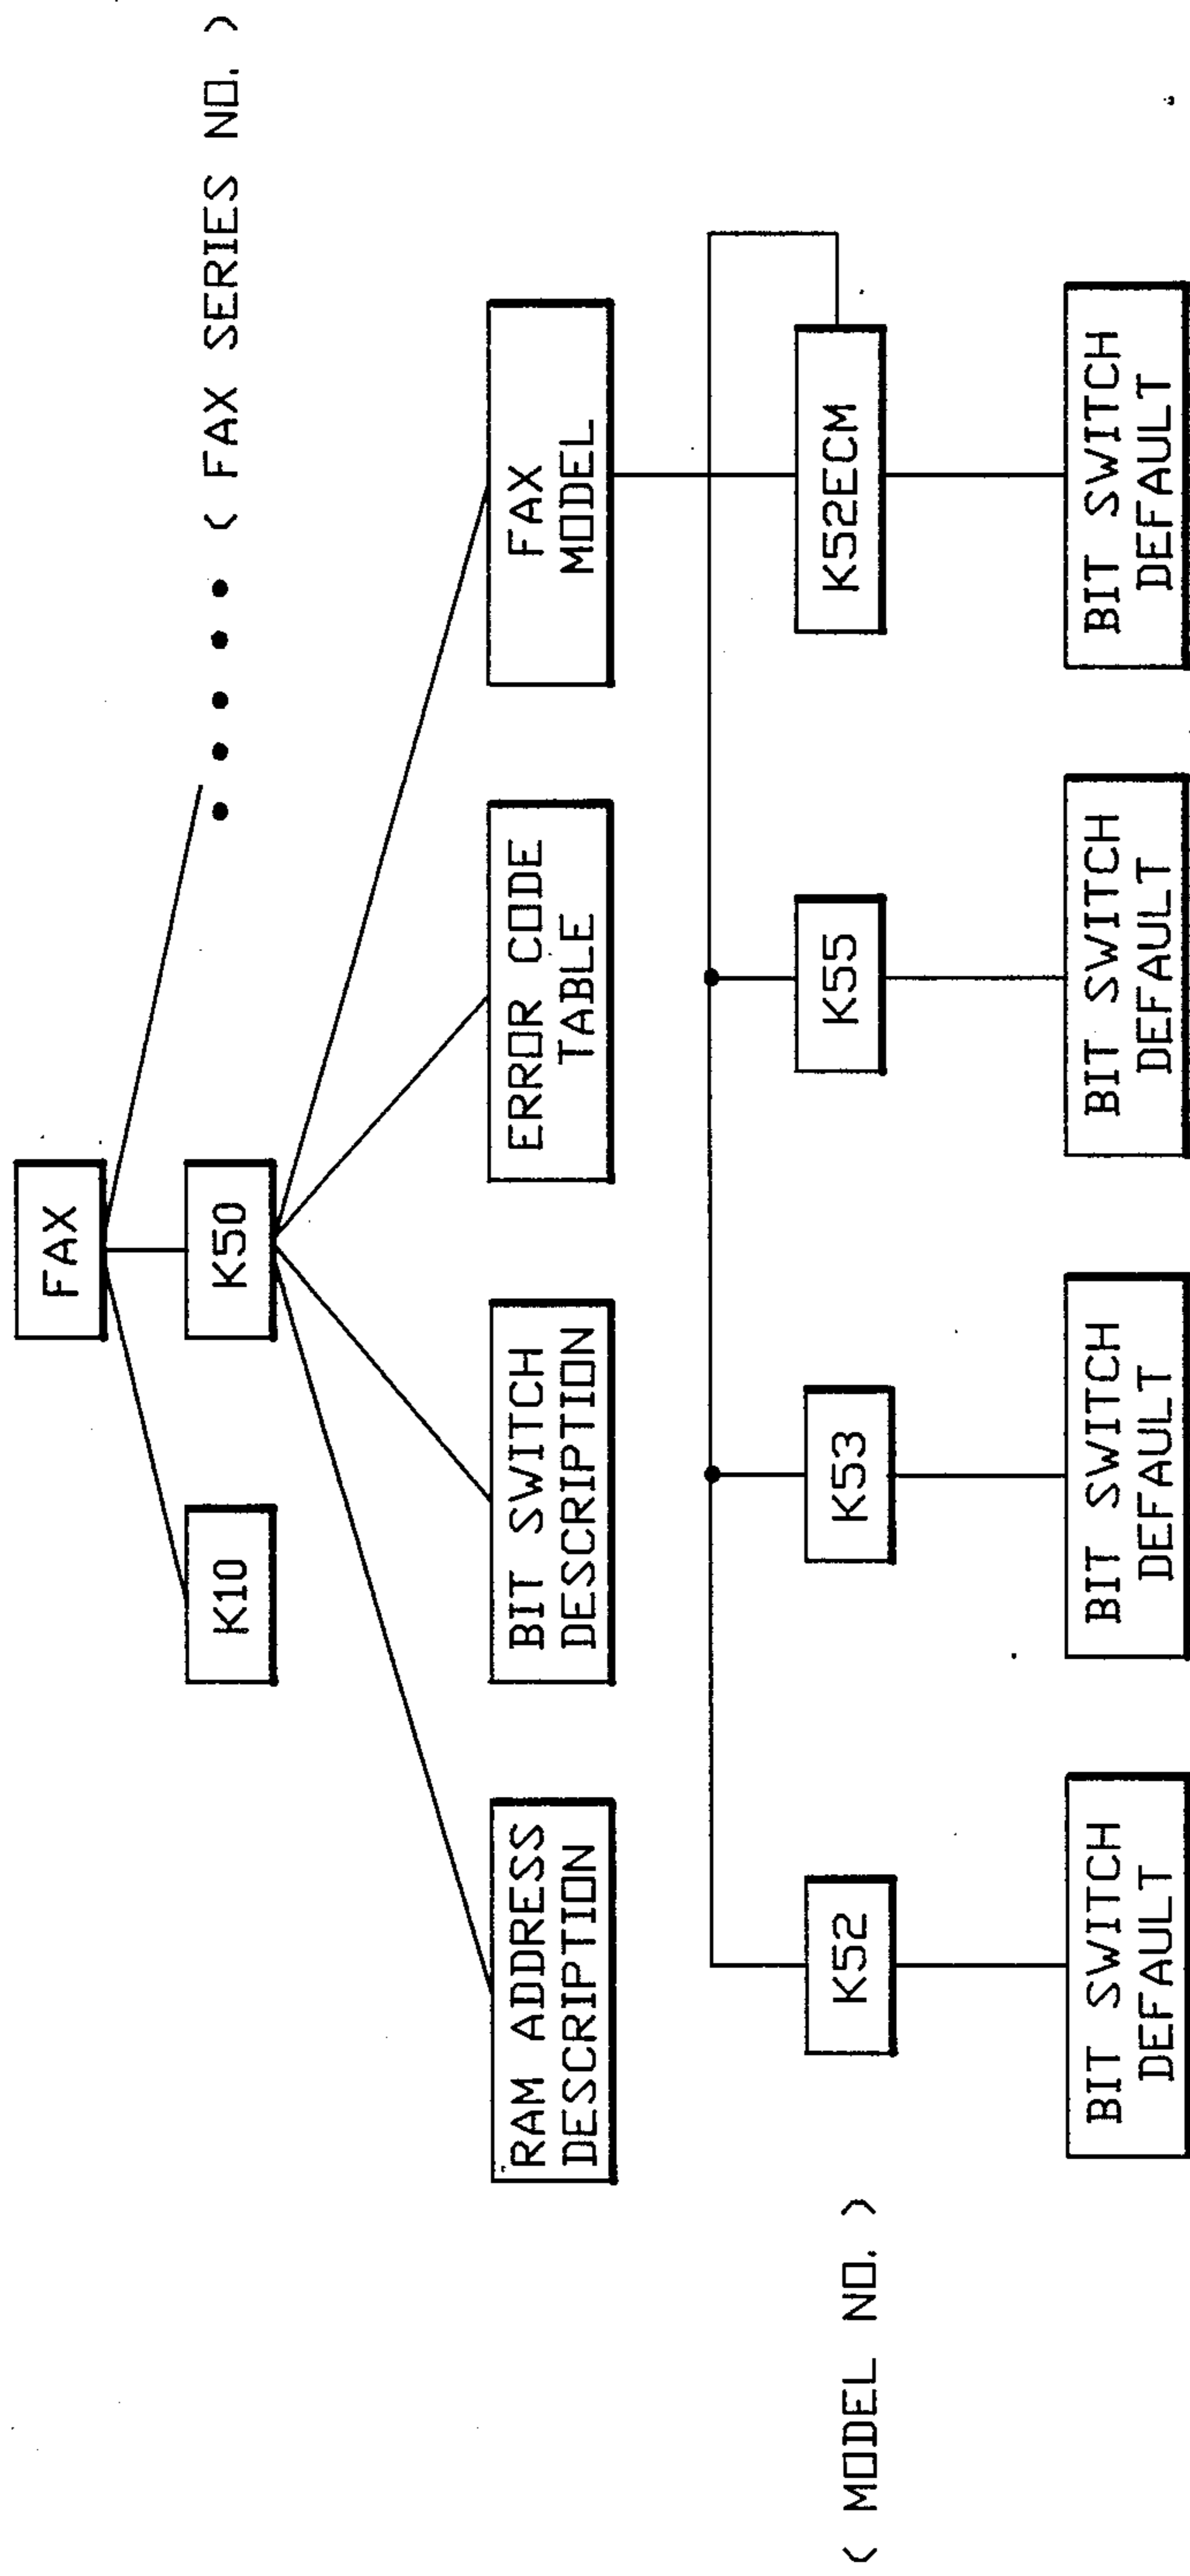 FAX
K10
K50
( FAX SERIES NO. )
RAM ADDRESS
DESCRIPTION
BIT SWITCH
DESCRIPTION
ERROR CODE
TABLE
FAX
MODEL
( MODEL NO. )
K52
K53
K55
K52ECM
BIT SWITCH
DEFAULT
BIT SWITCH
DEFAULT
BIT SWITCH
DEFAULT
BIT SWITCH
DEFAULT